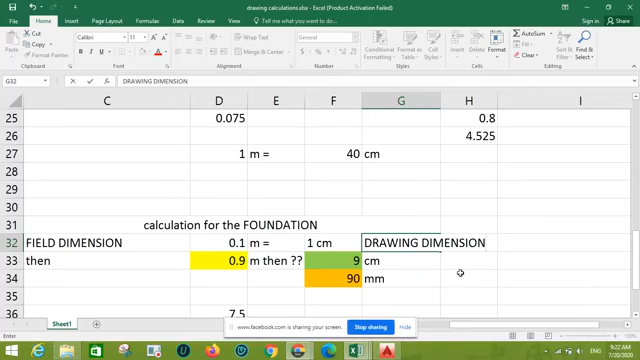 drawing calculations.xlsx - Excel (Product Activation Failed)
File Home Insert Page Layout Formulas Data Review View Tell me what you want to do... Sign in Share
Cut Calibri 11 Wrap Text AutoSum
Copy Fill
Paste Merge & Center Conditional Format as Cell Insert Delete Format Sort & Find &
Format Painter Formatting Table Styles Clear Filter Select
Clipboard Font Alignment Number Styles Cells Editing
G32 fx DRAWING DIMENSION
C D E F G H I
25 0.075 0.8
26 4.525
27 1 m = 40 cm
28
29
30
31 calculation for the FOUNDATION
32 FIELD DIMENSION 0.1 m = 1 cm DRAWING DIMENSION
33 then 0.9 m then ?? 9 cm
34 90 mm
35
36 7.5
Sheet1
www.facebook.com is sharing your screen. Stop sharing Hide
Enter
ENG 9:22 AM
7/20/2020